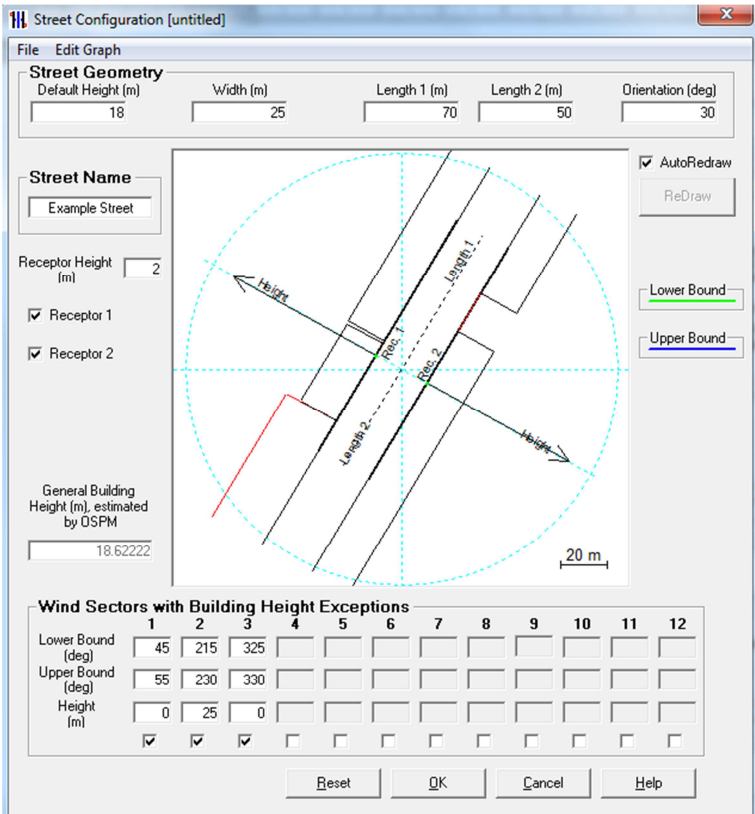 Street Configuration [untitled]
File Edit Graph
Street Geometry
Default Height (m) Width (m) Length 1 (m) Length 2 (m) Orientation (deg)
18 25 70 50 30
Street Name
Example Street
Receptor Height (m) 2
Receptor 1
Receptor 2
General Building
Height (m), estimated
by OSPM
18.62222
Height
Length 1
Rec. 1
Rec. 2
Length 2
Height
20 m
AutoRedraw
ReDraw
Lower Bound
Upper Bound
Wind Sectors with Building Height Exceptions
1 2 3 4 5 6 7 8 9 10 11 12
Lower Bound (deg) 45 215 325
Upper Bound (deg) 55 230 330
Height (m) 0 25 0
Reset OK Cancel Help